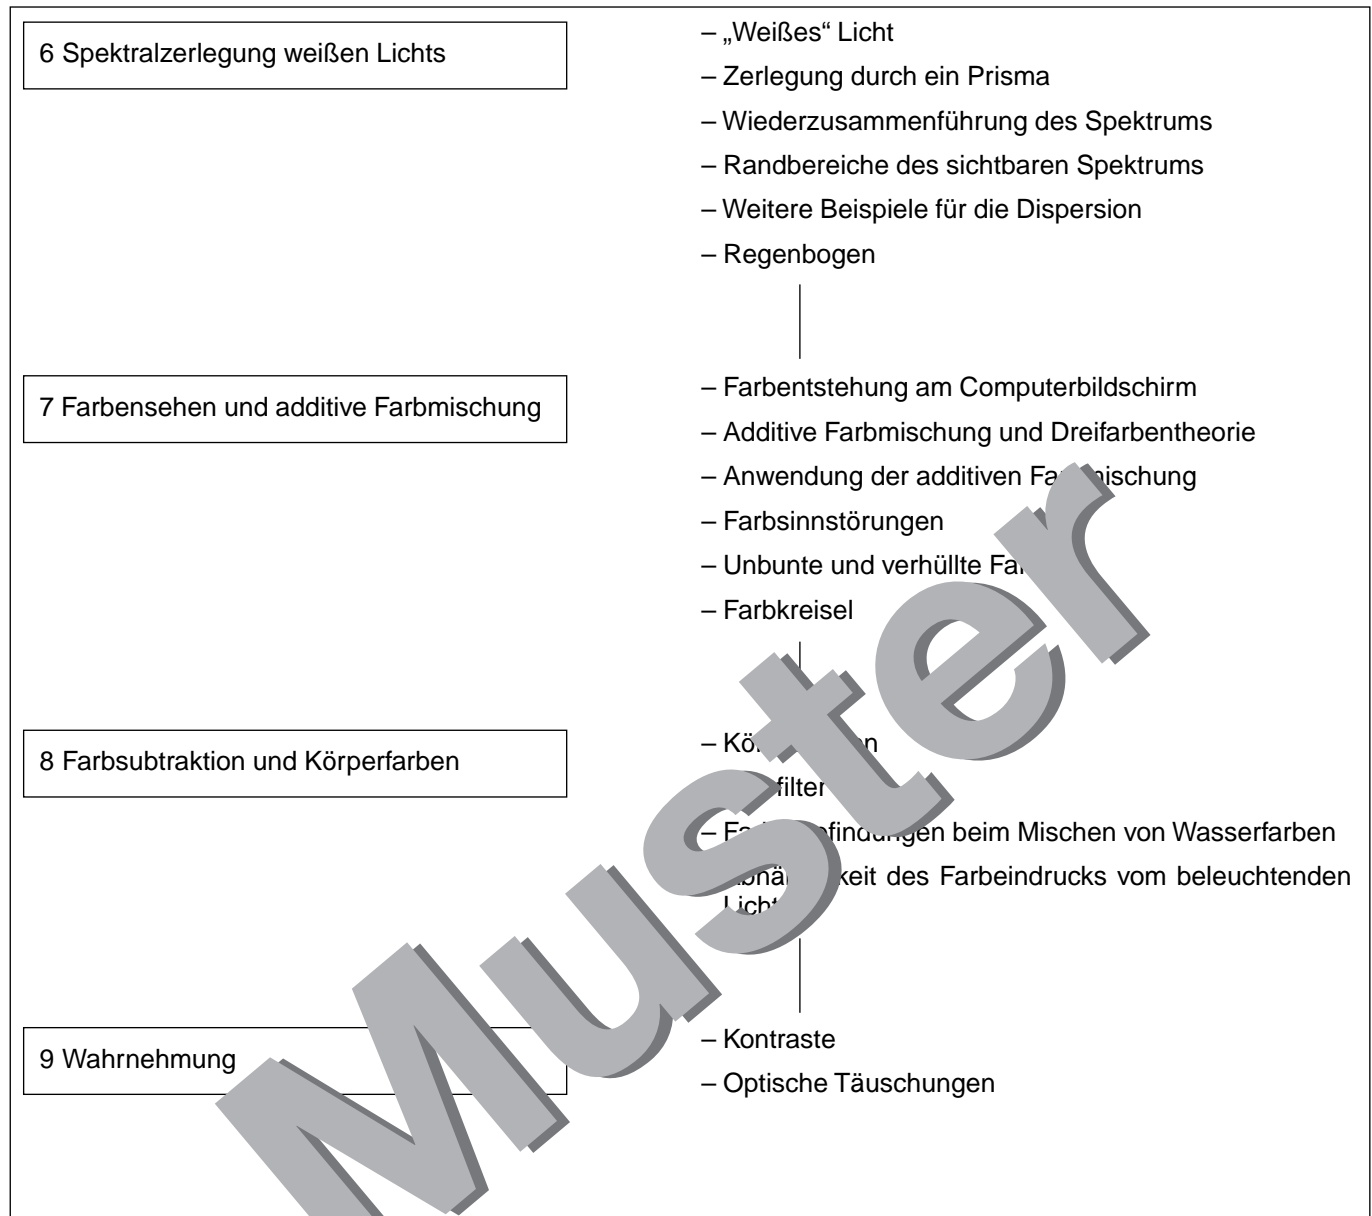 6 Spektralzerlegung weißen Lichts
– „Weißes“ Licht
– Zerlegung durch ein Prisma
– Wiederzusammenführung des Spektrums
– Randbereiche des sichtbaren Spektrums
– Weitere Beispiele für die Dispersion
– Regenbogen
7 Farbensehen und additive Farbmischung
– Farbentstehung am Computerbildschirm
– Additive Farbmischung und Dreifarbentheorie
– Anwendung der additiven
– Farbsinnstörungen
– Unbunte und verhüllte
– Farbkreisel
8 Farbsubtraktion und Körperfarben
–
– beim Mischen von Wasserfarben
des Farbeindrucks vom beleuchtenden
Licht
9 Wahrnehmung
– Kontraste
– Optische Täuschungen
Muster